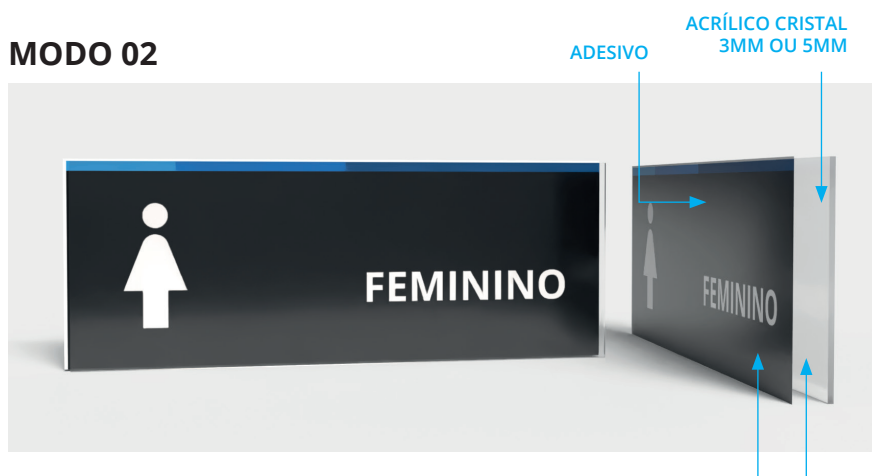 MODO 02
ADESIVO
ACRÍLICO CRISTAL
3MM OU 5MM
FEMININO
FEMININO